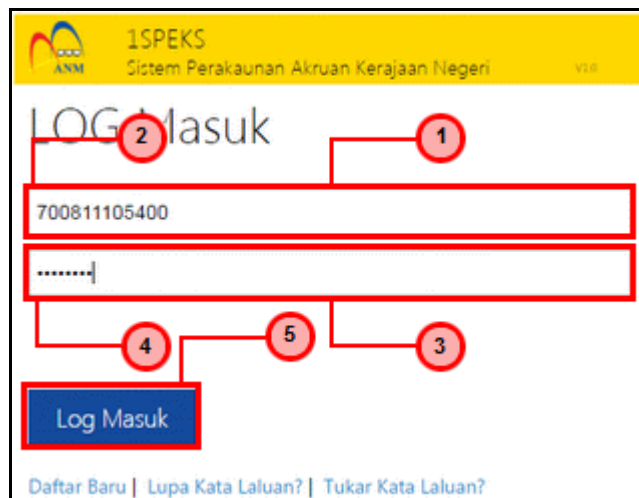 1SPEKS
ANM
Sistem Perakaunan Akruan Kerajaan Negeri V1.0
LOG Masuk
2 1
700811105400
••••••••
4 5 3
Log Masuk
Daftar Baru | Lupa Kata Laluan? | Tukar Kata Laluan?